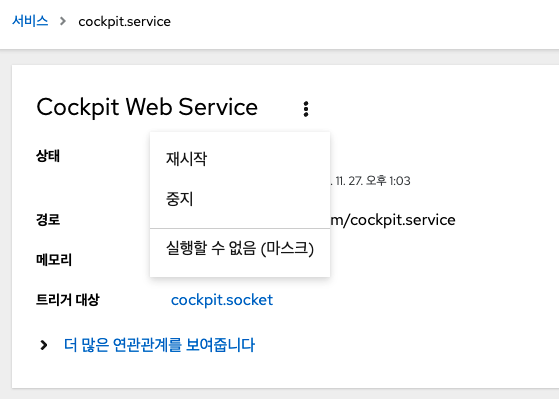 서비스 > cockpit.service
Cockpit Web Service
상태
재시작
. 11. 27. 오후 1:03
중지
경로
m/cockpit.service
실행할 수 없음 (마스크)
메모리
트리거 대상 cockpit.socket
더 많은 연관관계를 보여줍니다